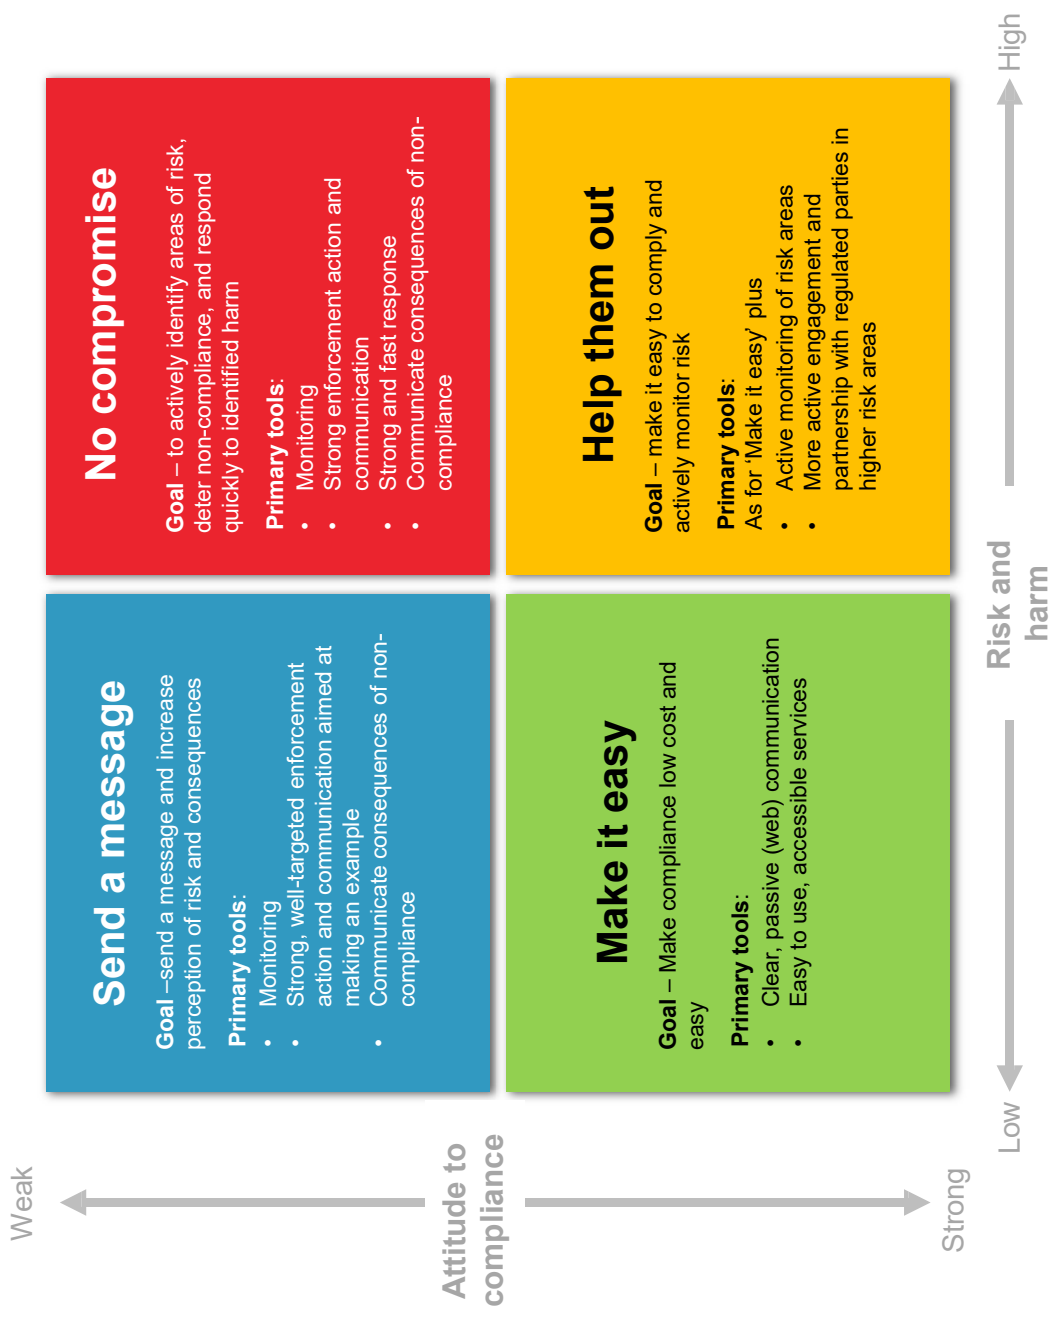 Weak
Attitude to
compliance
Strong
Send a message
Goal –send a message and increase
perception of risk and consequences
Primary tools:
• Monitoring
• Strong, well-targeted enforcement
action and communication aimed at
making an example
• Communicate consequences of non-
compliance
No compromise
Goal – to actively identify areas of risk,
deter non-compliance, and respond
quickly to identified harm
Primary tools:
• Monitoring
• Strong enforcement action and
communication
• Strong and fast response
• Communicate consequences of non-
compliance
Make it easy
Goal – Make compliance low cost and
easy
Primary tools:
• Clear, passive (web) communication
• Easy to use, accessible services
Help them out
Goal – make it easy to comply and
actively monitor risk
Primary tools:
As for ‘Make it easy’ plus
• Active monitoring of risk areas
• More active engagement and
partnership with regulated parties in
higher risk areas
Low
Risk and
harm
High